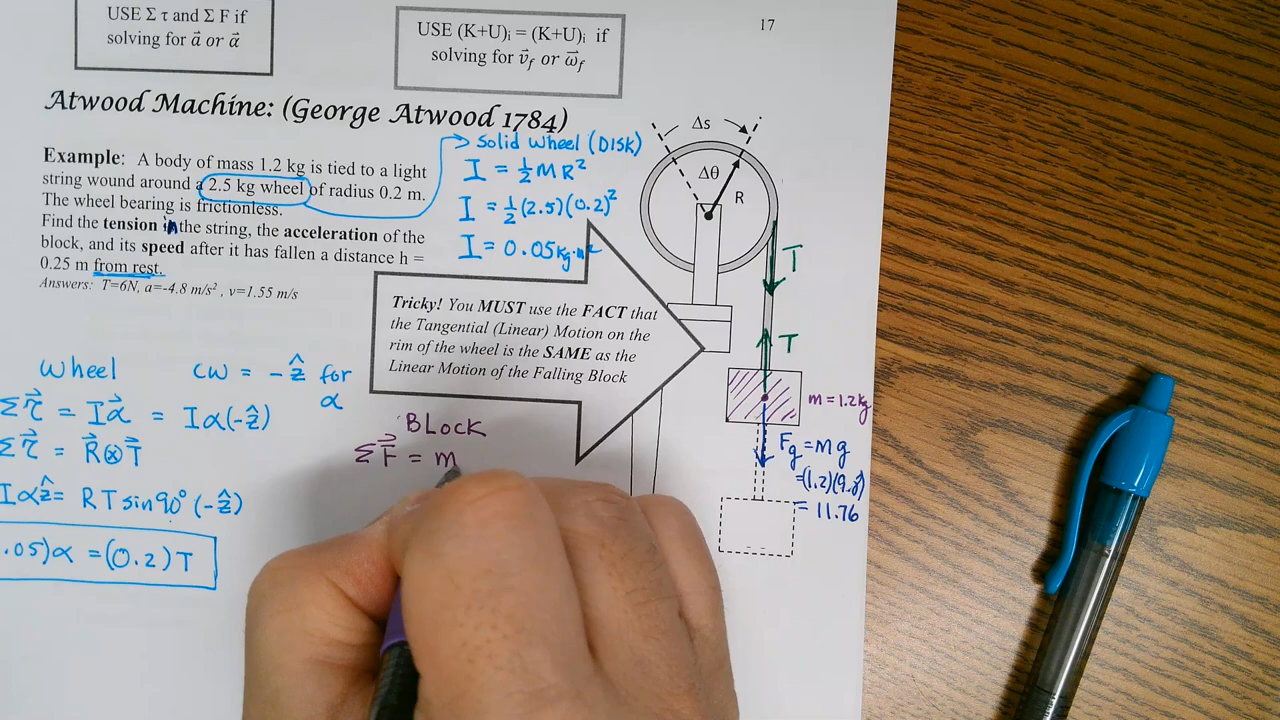 17
USE Σ τ and Σ F if
solving for a⃗ or α⃗
USE (K+U)ᵢ = (K+U)ᵢ if
solving for v⃗_f or ω⃗_f
Atwood Machine: (George Atwood 1784)
Example: A body of mass 1.2 kg is tied to a light
string wound around a 2.5 kg wheel of radius 0.2 m.
The wheel bearing is frictionless.
Find the tension in the string, the acceleration of the
block, and its speed after it has fallen a distance h =
0.25 m from rest.
Answers: T=6N, a=-4.8 m/s² , v=1.55 m/s
Solid wheel (DISK)
I = ½MR²
I = ½(2.5)(0.2)²
I = 0.05 kg·m²
Δs
Δθ
R
T
T
Tricky! You MUST use the FACT that
the Tangential (Linear) Motion on the
rim of the wheel is the SAME as the
Linear Motion of the Falling Block
m = 1.2 kg
Fg = mg
=(1.2)(9.8)
= 11.76
Wheel
CW = -ẑ for
α
Στ⃗ = Iα⃗ = Iα(-ẑ)
Στ⃗ = R⃗⊗T⃗
Iαẑ = RT sin90° (-ẑ)
.05)α = (0.2)T
BLOCK
ΣF⃗ = m